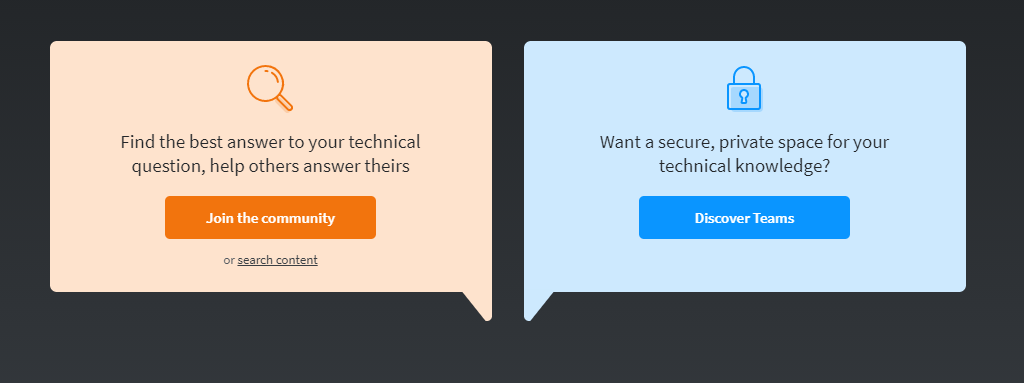 Find the best answer to your technical
question, help others answer theirs
Join the community
or search content
Want a secure, private space for your
technical knowledge?
Discover Teams